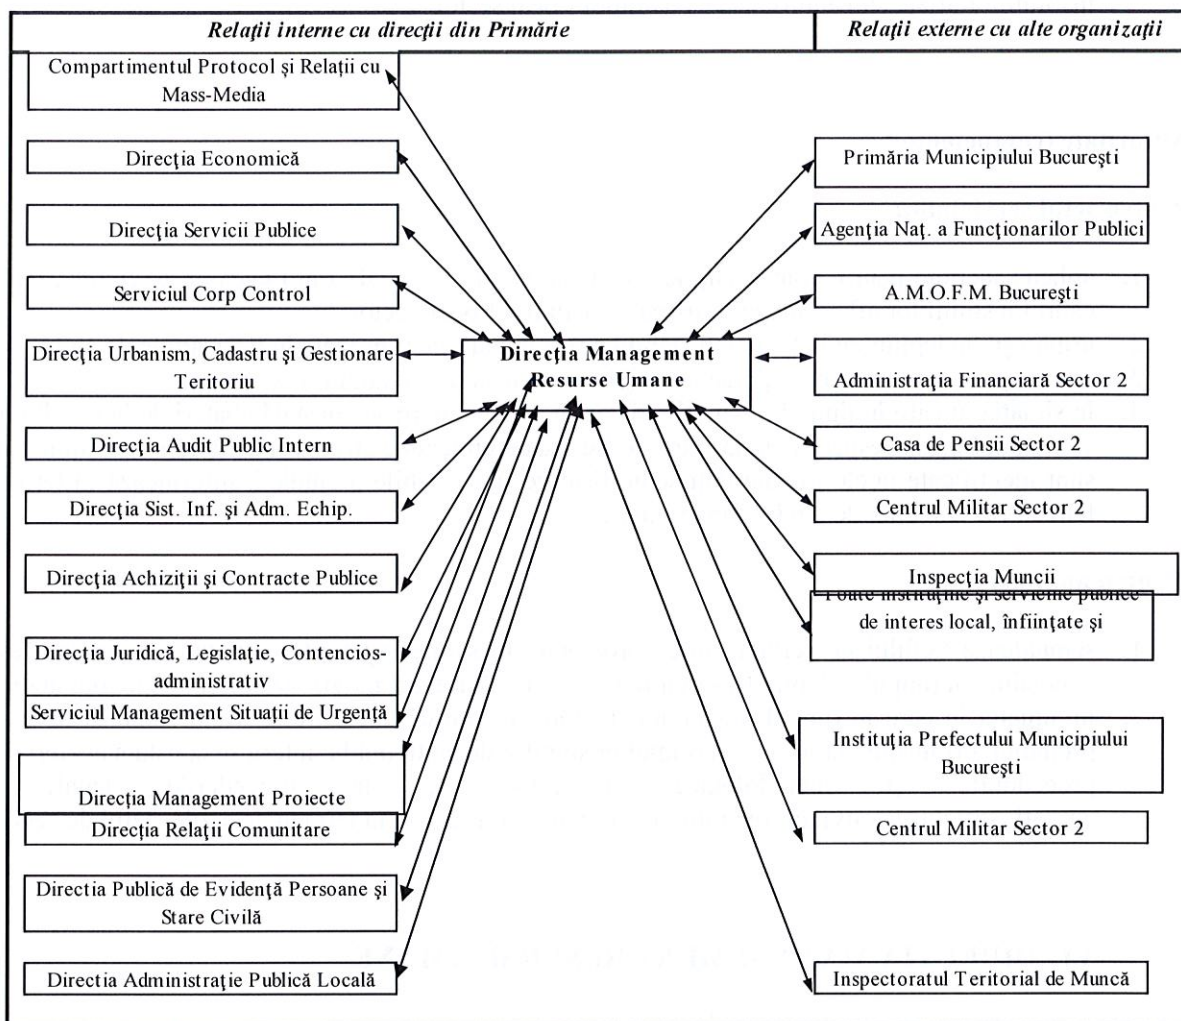 Relaţii interne cu direcţii din Primărie
Relaţii externe cu alte organizaţii
Compartimentul Protocol şi Relaţii cu
Mass-Media
Direcţia Economică
Direcţia Servicii Publice
Serviciul Corp Control
Direcţia Urbanism, Cadastru şi Gestionare
Teritoriu
Direcţia Audit Public Intern
Direcţia Sist. Inf. şi Adm. Echip.
Direcţia Achiziţii şi Contracte Publice
Direcţia Juridică, Legislaţie, Contencios-
administrativ
Serviciul Management Situaţii de Urgenţă
Direcţia Management Proiecte
Direcţia Relaţii Comunitare
Directia Publică de Evidenţă Persoane şi
Stare Civilă
Directia Administraţie Publică Locală
Direcţia Management
Resurse Umane
Primăria Municipiului Bucureşti
Agenţia Naţ. a Funcţionarilor Publici
A.M.O.F.M. Bucureşti
Administraţia Financiară Sector 2
Casa de Pensii Sector 2
Centrul Militar Sector 2
Inspecţia Muncii
Toate instituţiile şi serviciile publice
de interes local, înfiinţate şi
Instituţia Prefectului Municipiului
Bucureşti
Centrul Militar Sector 2
Inspectoratul Teritorial de Muncă